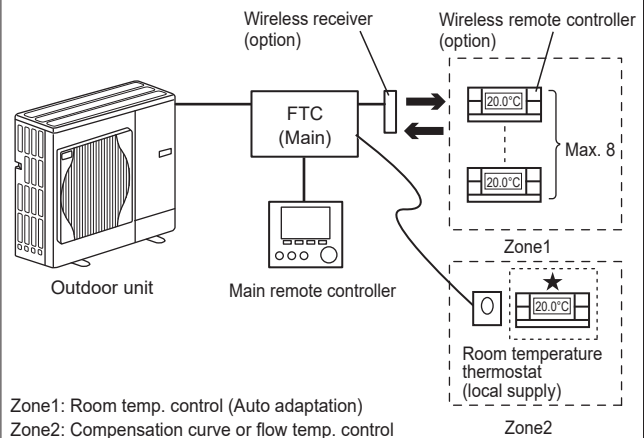 Wireless receiver
(option)
Wireless remote controller
(option)
FTC
(Main)
20.0°C
Max. 8
20.0°C
Zone1
Outdoor unit
Main remote controller
★
20.0°C
Room temperature
thermostat
(local supply)
Zone1: Room temp. control (Auto adaptation)
Zone2: Compensation curve or flow temp. control
Zone2